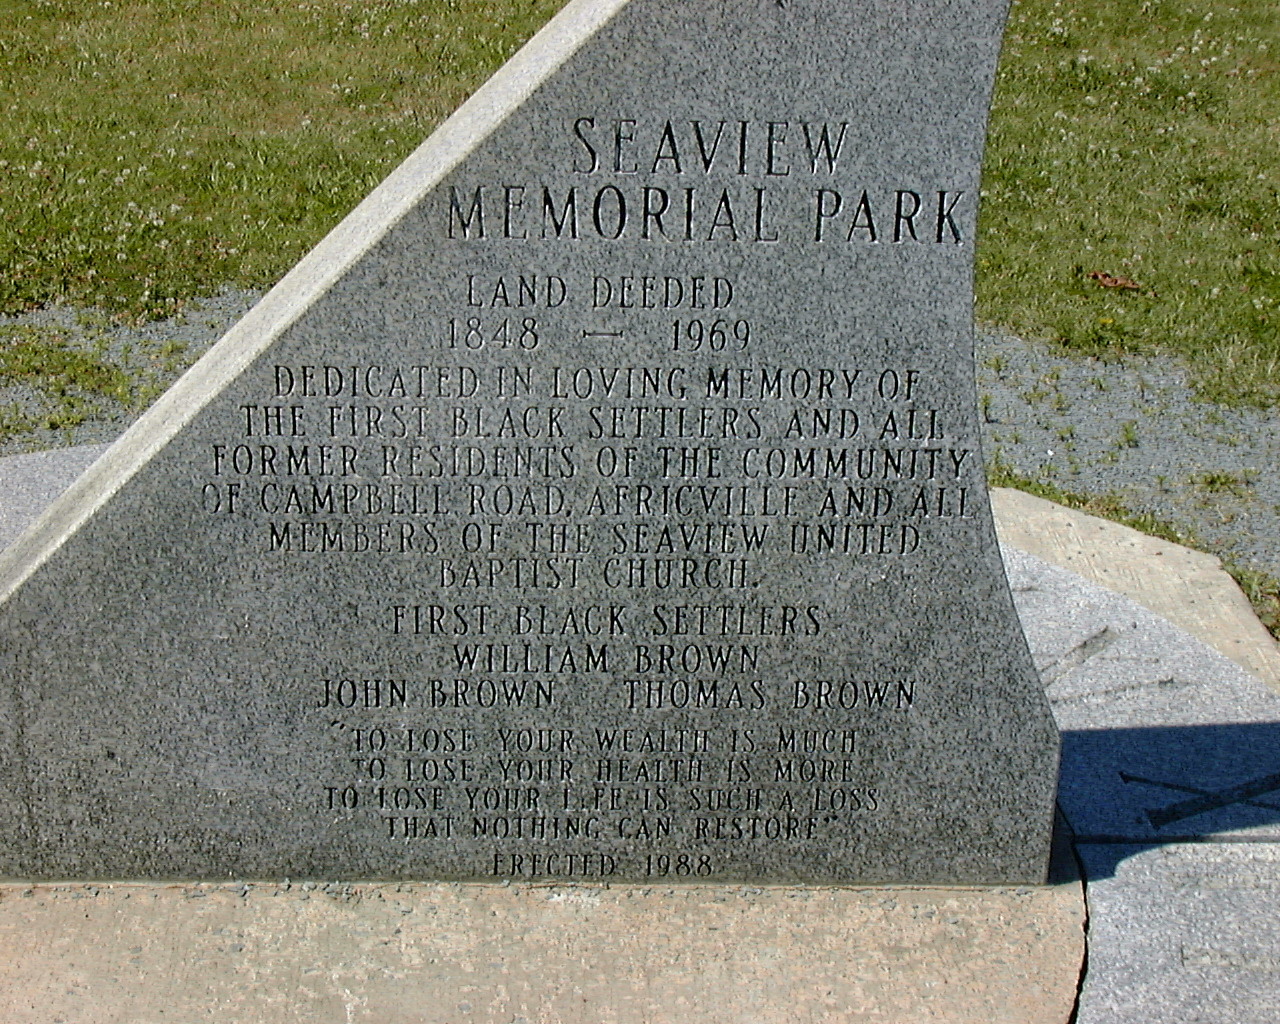 SEAVIEW
MEMORIAL PARK
LAND DEEDED
1848 — 1969
DEDICATED IN LOVING MEMORY OF
THE FIRST BLACK SETTLERS AND ALL
FORMER RESIDENTS OF THE COMMUNITY
OF CAMPBELL ROAD, AFRICVILLE AND ALL
MEMBERS OF THE SEAVIEW UNITED
BAPTIST CHURCH.
FIRST BLACK SETTLERS
WILLIAM BROWN
JOHN BROWN THOMAS BROWN
"TO LOSE YOUR WEALTH IS MUCH
TO LOSE YOUR HEALTH IS MORE
TO LOSE YOUR LIFE IS SUCH A LOSS
THAT NOTHING CAN RESTORE"
ERECTED 1988